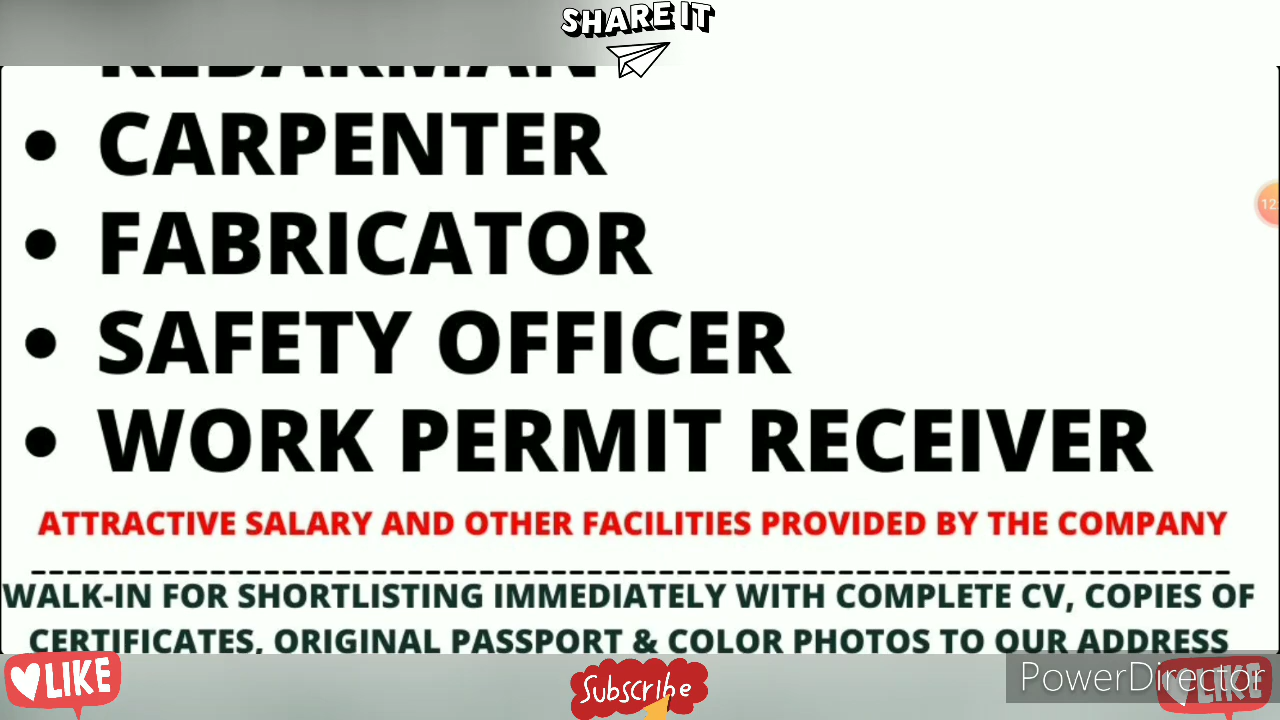 SHARE IT
REBARMAN
• CARPENTER
• FABRICATOR
• SAFETY OFFICER
• WORK PERMIT RECEIVER
ATTRACTIVE SALARY AND OTHER FACILITIES PROVIDED BY THE COMPANY
WALK-IN FOR SHORTLISTING IMMEDIATELY WITH COMPLETE CV, COPIES OF
CERTIFICATES, ORIGINAL PASSPORT & COLOR PHOTOS TO OUR ADDRESS
LIKE
Subscribe
PowerDirector
LIKE